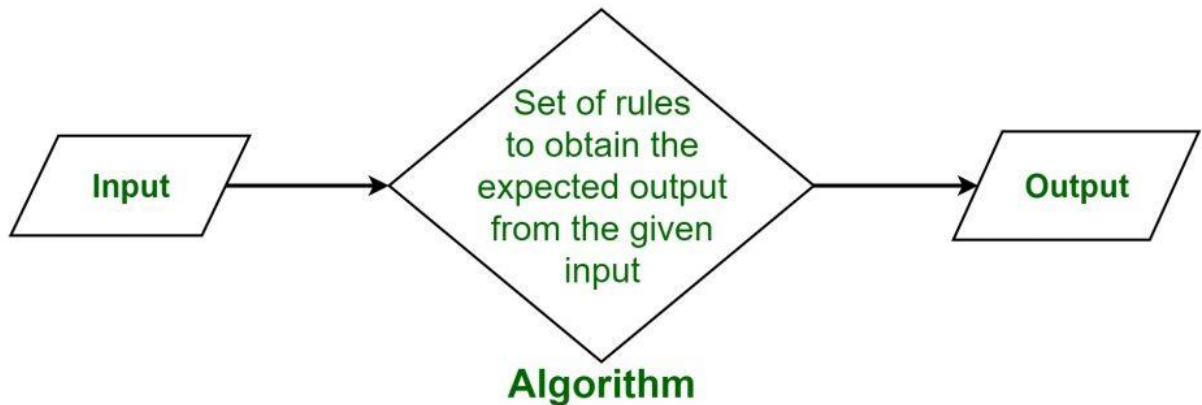 Input
Set of rules
to obtain the
expected output
from the given
input
Output
Algorithm